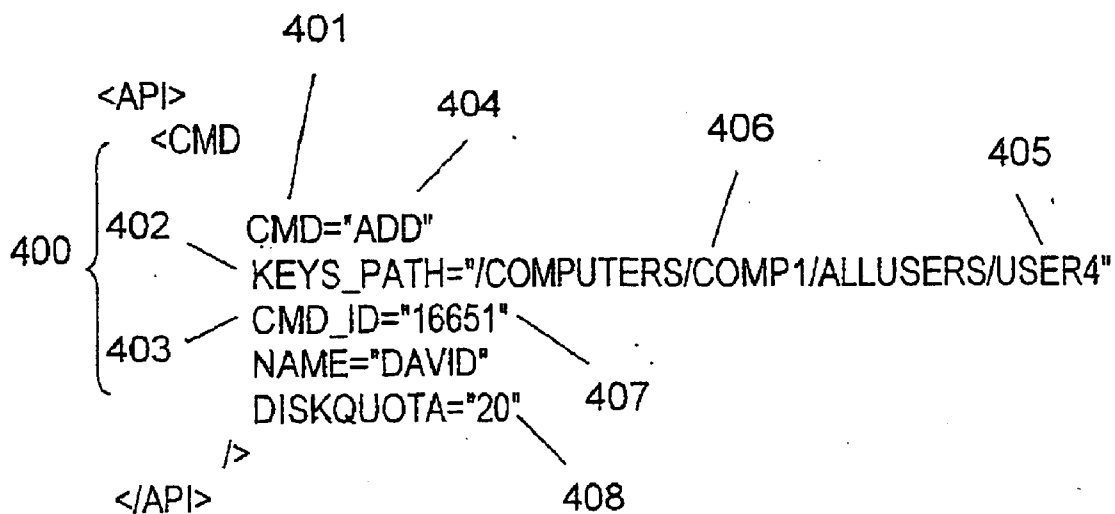 401
<API>
404
<CMD
406
405
CMD="ADD"
402
400
KEYS_PATH="/COMPUTERS/COMP1/ALLUSERS/USER4"
CMD_ID="16651"
403
NAME="DAVID"
407
DISKQUOTA="20"
/>
</API>
408